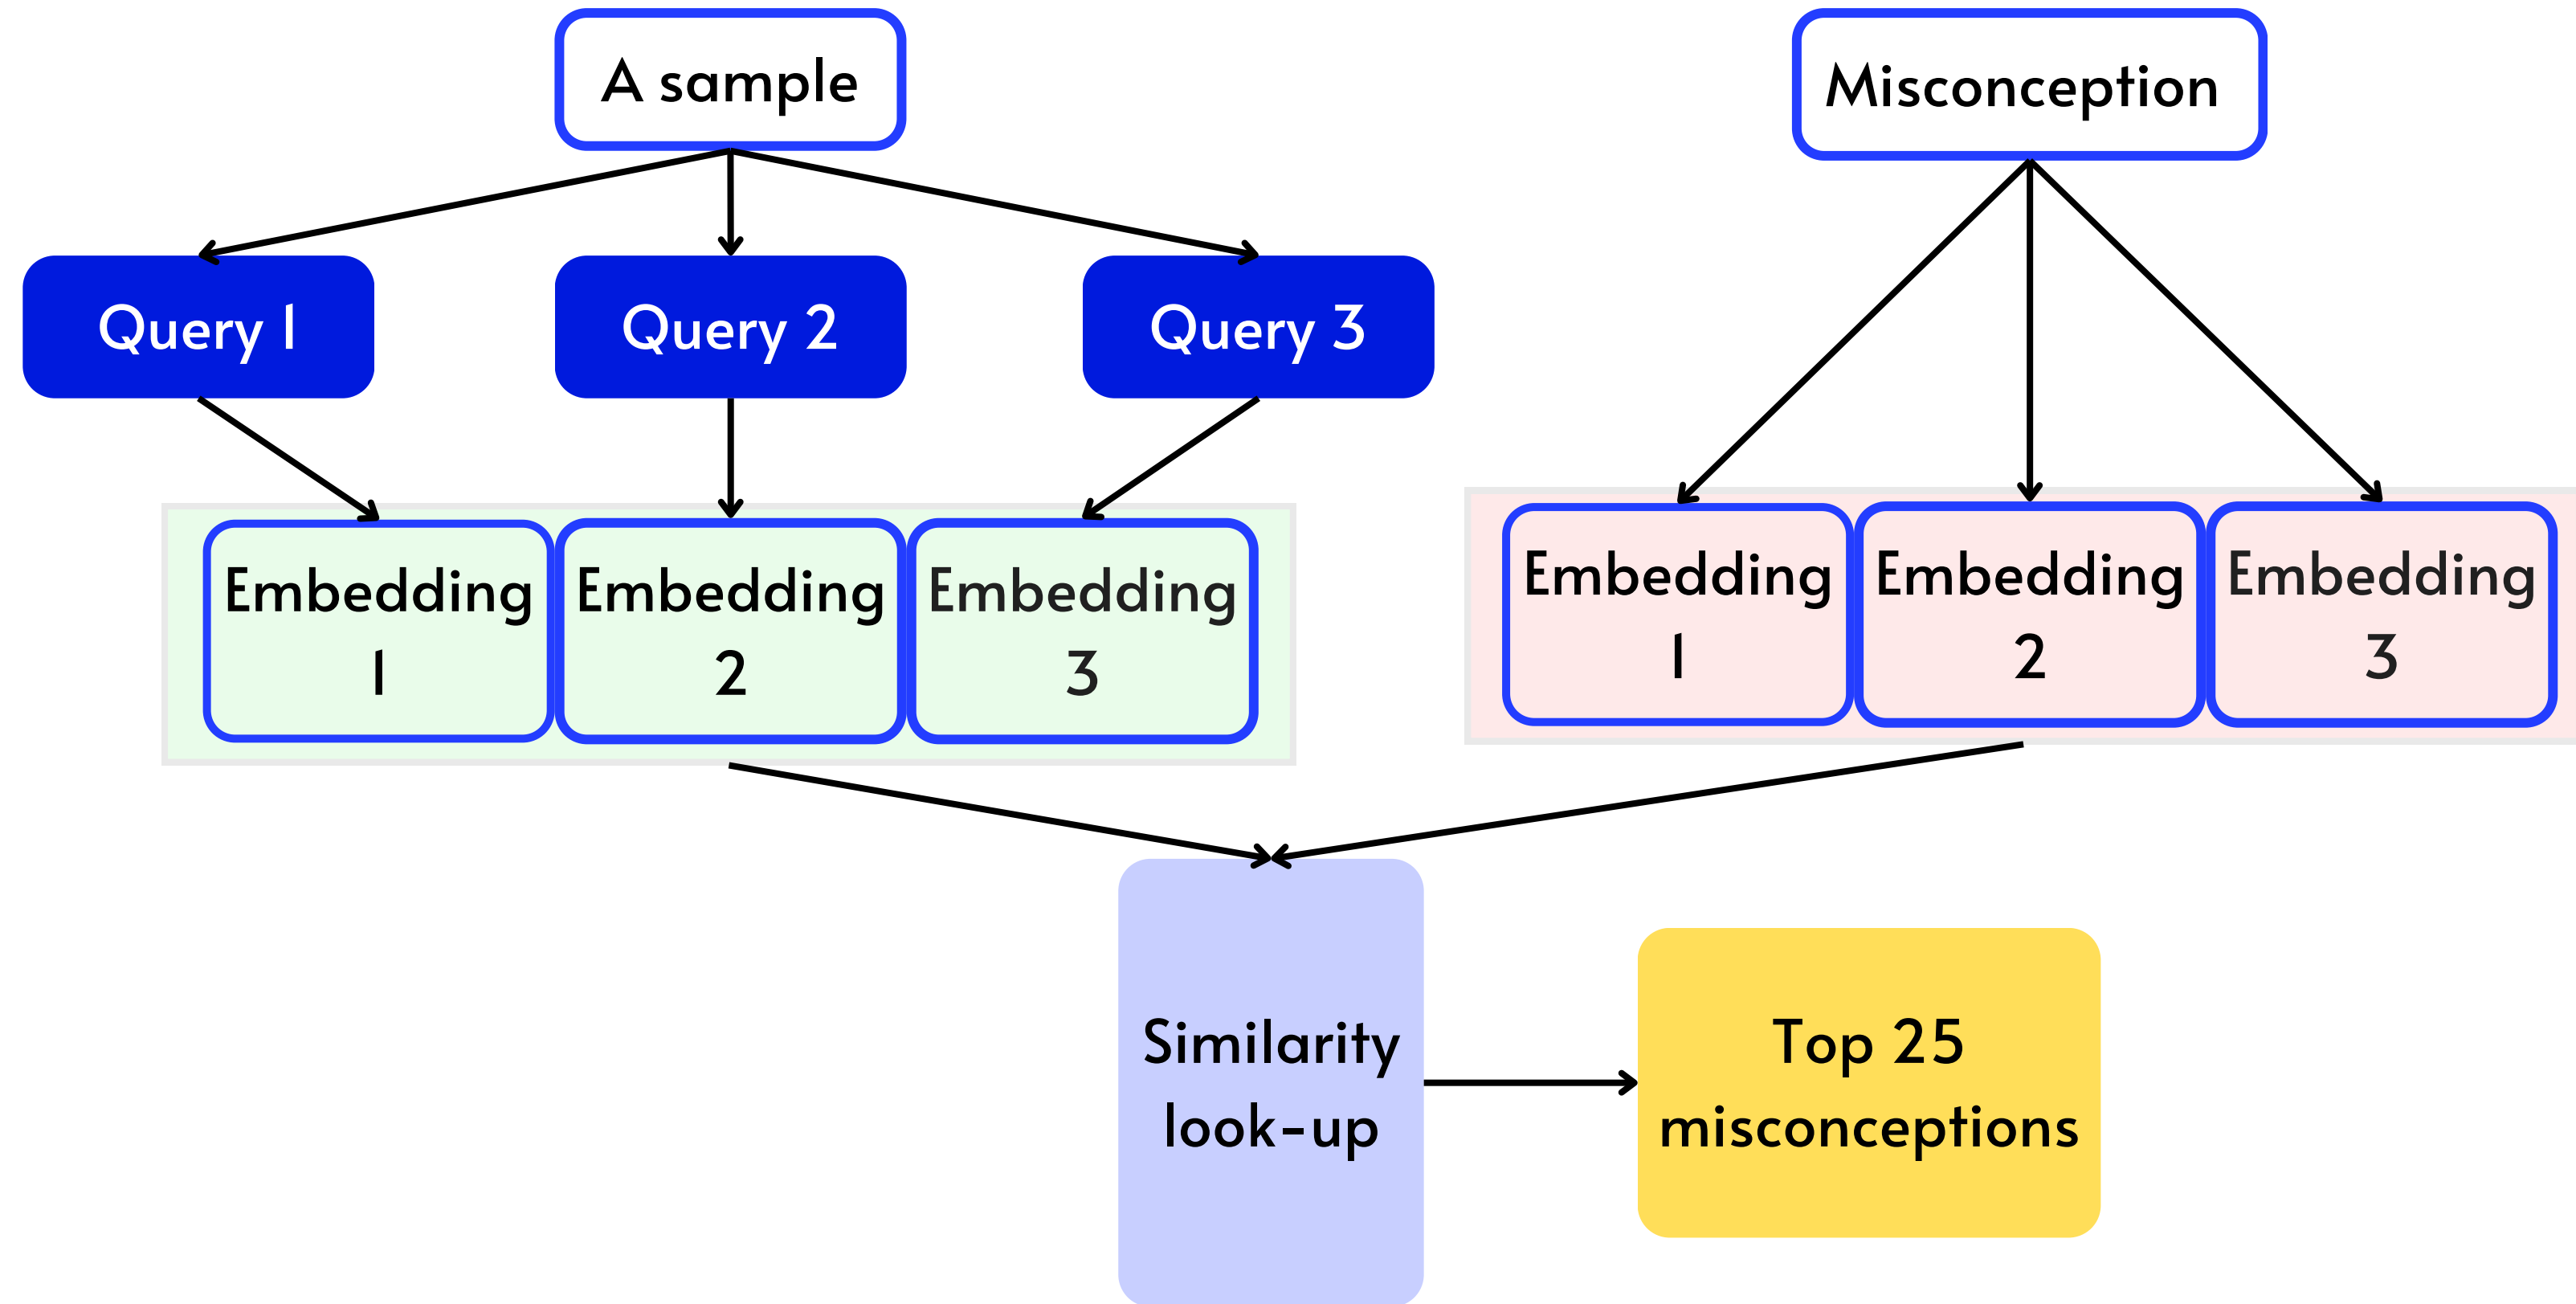 A sample
Misconception
Query 1
Query 2
Query 3
Embedding
1
Embedding
2
Embedding
3
Embedding
1
Embedding
2
Embedding
3
Similarity
look-up
Top 25
misconceptions